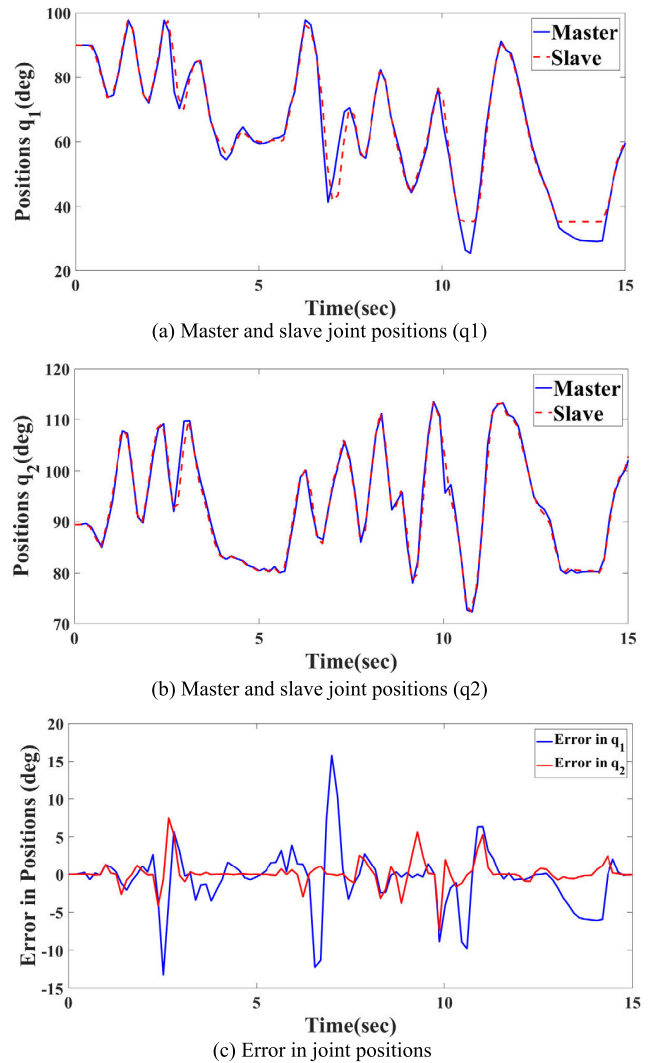 100
80
60
40
20
Positions q1(deg)
Master
Slave
0 5 10 15
Time(sec)
(a) Master and slave joint positions (q1)
120
110
100
90
80
70
Positions q2(deg)
Master
Slave
0 5 10 15
Time(sec)
(b) Master and slave joint positions (q2)
20
15
10
5
0
-5
-10
-15
Error in Positions (deg)
Error in q1
Error in q2
0 5 10 15
Time(sec)
(c) Error in joint positions